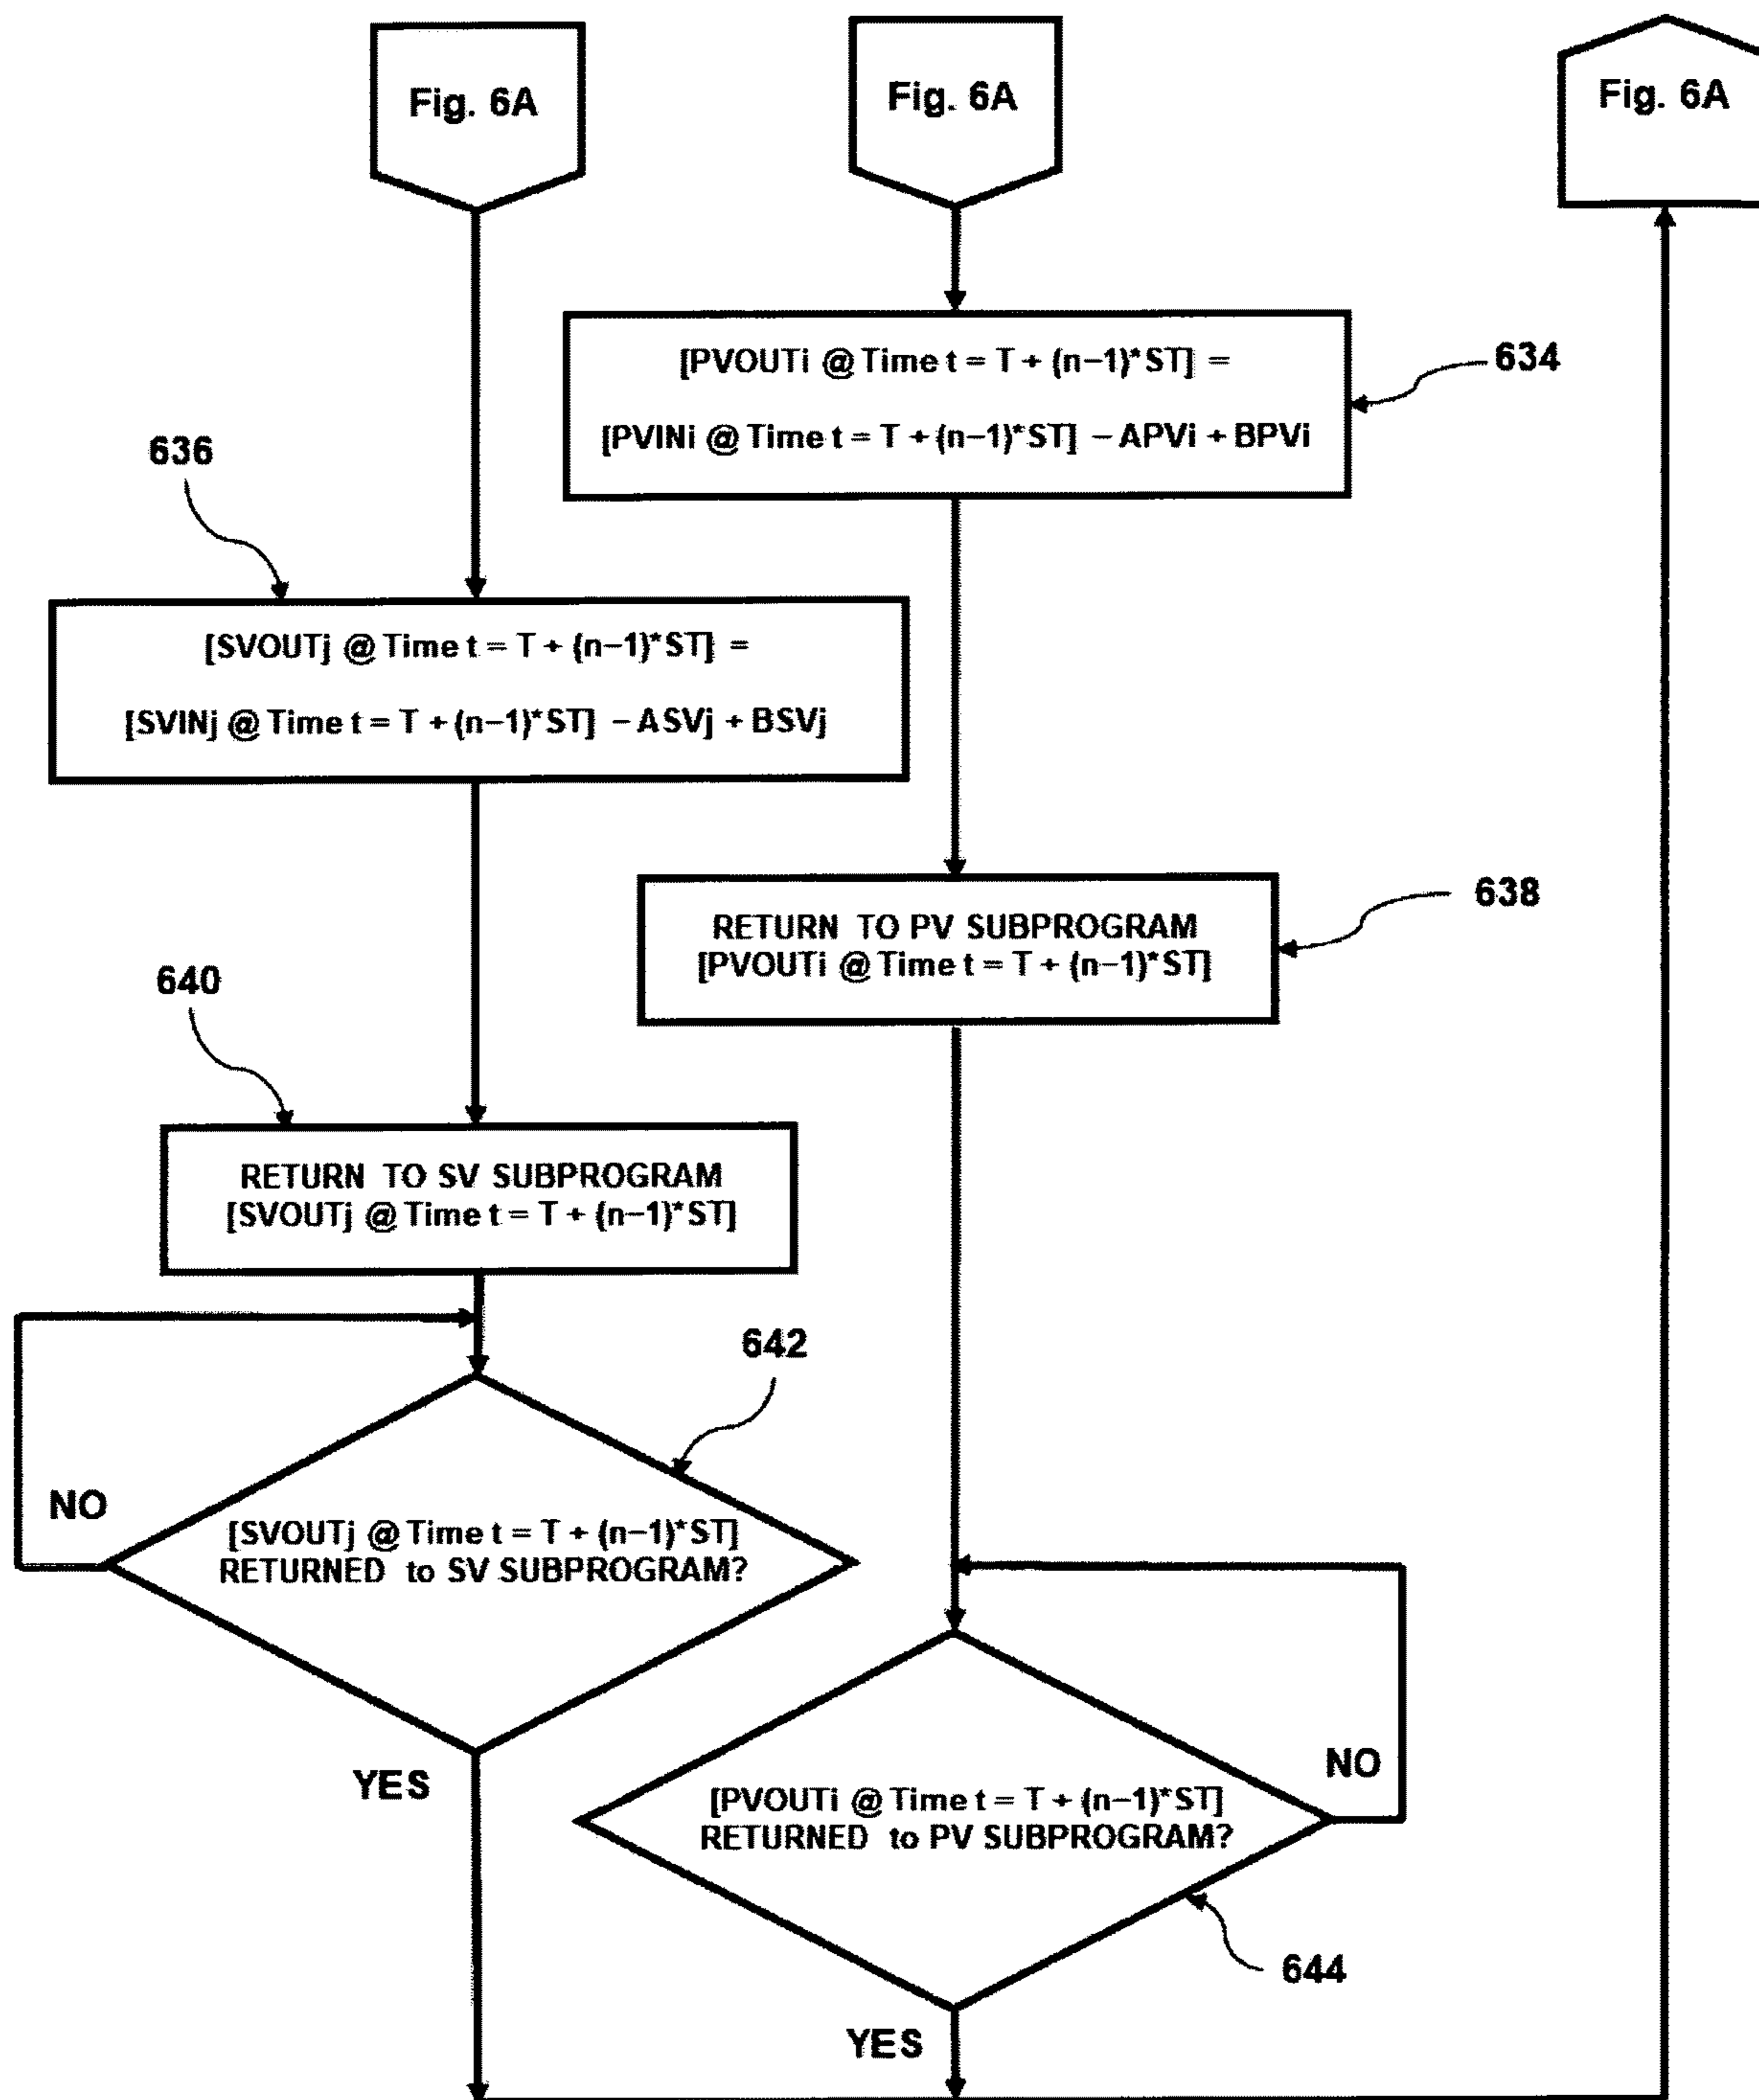 Fig. 6A
Fig. 6A
Fig. 6A
[PVOUTi @ Time t = T + (n−1)*ST] =
[PVINi @ Time t = T + (n−1)*ST] − APVi + BPVi
634
636
[SVOUTj @ Time t = T + (n−1)*ST] =
[SVINj @ Time t = T + (n−1)*ST] − ASVj + BSVj
RETURN TO PV SUBPROGRAM
[PVOUTi @ Time t = T + (n−1)*ST]
638
640
RETURN TO SV SUBPROGRAM
[SVOUTj @ Time t = T + (n−1)*ST]
642
NO
[SVOUTj @ Time t = T + (n−1)*ST]
RETURNED to SV SUBPROGRAM?
YES
NO
[PVOUTi @ Time t = T + (n−1)*ST]
RETURNED to PV SUBPROGRAM?
644
YES